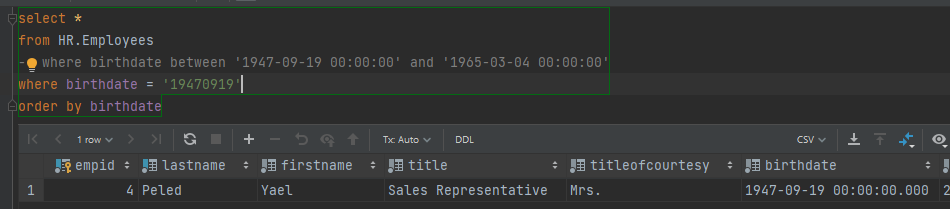 select *
from HR.Employees
- where birthdate between '1947-09-19 00:00:00' and '1965-03-04 00:00:00'
where birthdate = '19470919'
order by birthdate
1 row Tx: Auto DDL CSV
empid lastname firstname title titleofcourtesy birthdate
1 4 Peled Yael Sales Representative Mrs. 1947-09-19 00:00:00.000 2